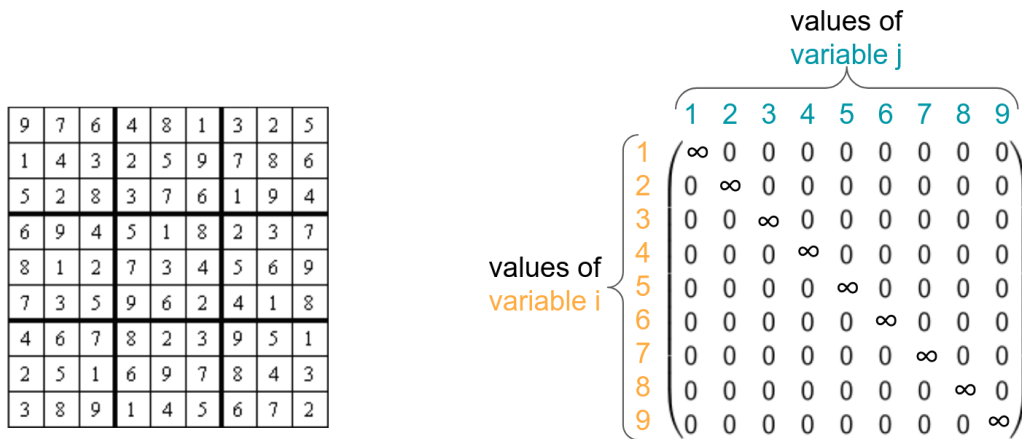 values of
variable j
9 7 6 4 8 1 3 2 5
1 4 3 2 5 9 7 8 6
5 2 8 3 7 6 1 9 4
6 9 4 5 1 8 2 3 7
8 1 2 7 3 4 5 6 9
7 3 5 9 6 2 4 1 8
4 6 7 8 2 3 9 5 1
2 5 1 6 9 7 8 4 3
3 8 9 1 4 5 6 7 2
values of
variable i
1 2 3 4 5 6 7 8 9
1 ∞ 0 0 0 0 0 0 0 0
2 0 ∞ 0 0 0 0 0 0 0
3 0 0 ∞ 0 0 0 0 0 0
4 0 0 0 ∞ 0 0 0 0 0
5 0 0 0 0 ∞ 0 0 0 0
6 0 0 0 0 0 ∞ 0 0 0
7 0 0 0 0 0 0 ∞ 0 0
8 0 0 0 0 0 0 0 ∞ 0
9 0 0 0 0 0 0 0 0 ∞